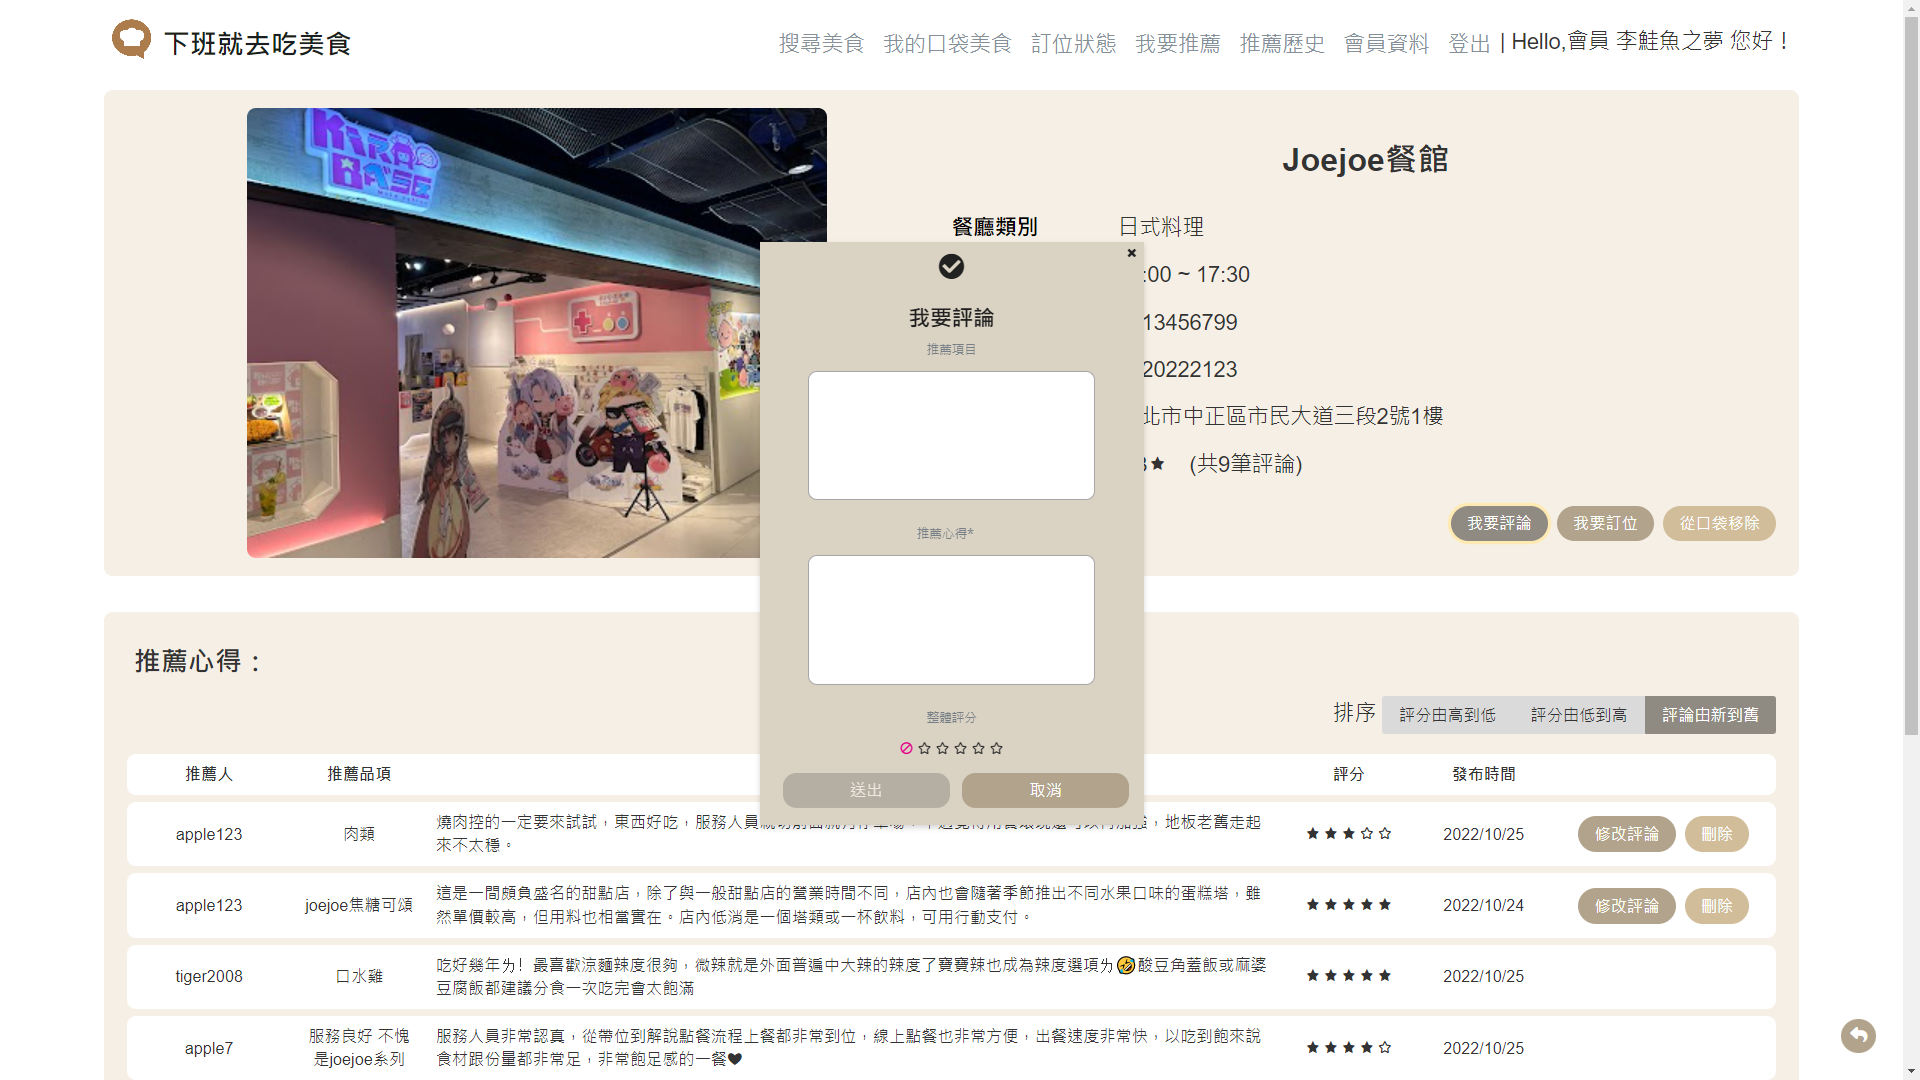 下班就去吃美食
搜尋美食 我的口袋美食 訂位狀態 我要推薦 推薦歷史 會員資料 登出 | Hello,會員 李鮭魚之夢 您好！
KIRA
BASE
Joejoe餐館
餐廳類別 日式料理
:00 ~ 17:30
13456799
20222123
北市中正區市民大道三段2號1樓
(共9筆評論)
我要評論 我要訂位 從口袋移除
我要評論
推薦項目
推薦心得*
整體評分
送出 取消
推薦心得：
排序 評分由高到低 評分由低到高 評論由新到舊
推薦人 推薦品項 評分 發布時間
apple123 肉類 燒肉控的一定要來試試，東西好吃，服務人員 ，地板老舊走起
來不太穩。 2022/10/25 修改評論 刪除
apple123 joejoe焦糖可頌 這是一間頗負盛名的甜點店，除了與一般甜點店的營業時間不同，店內也會隨著季節推出不同水果口味的蛋糕塔，雖
然單價較高，但用料也相當實在。店內低消是一個塔類或一杯飲料，可用行動支付。 2022/10/24 修改評論 刪除
tiger2008 口水雞 吃好幾年ㄌ！最喜歡涼麵辣度很夠，微辣就是外面普遍中大辣的辣度了寶寶辣也成為辣度選項ㄌ🤣酸豆角蓋飯或麻婆
豆腐飯都建議分食一次吃完會太飽滿 2022/10/25
apple7 服務良好 不愧
是joejoe系列 服務人員非常認真，從帶位到解說點餐流程上餐都非常到位，線上點餐也非常方便，出餐速度非常快，以吃到飽來說
食材跟份量都非常足，非常飽足感的一餐♥ 2022/10/25